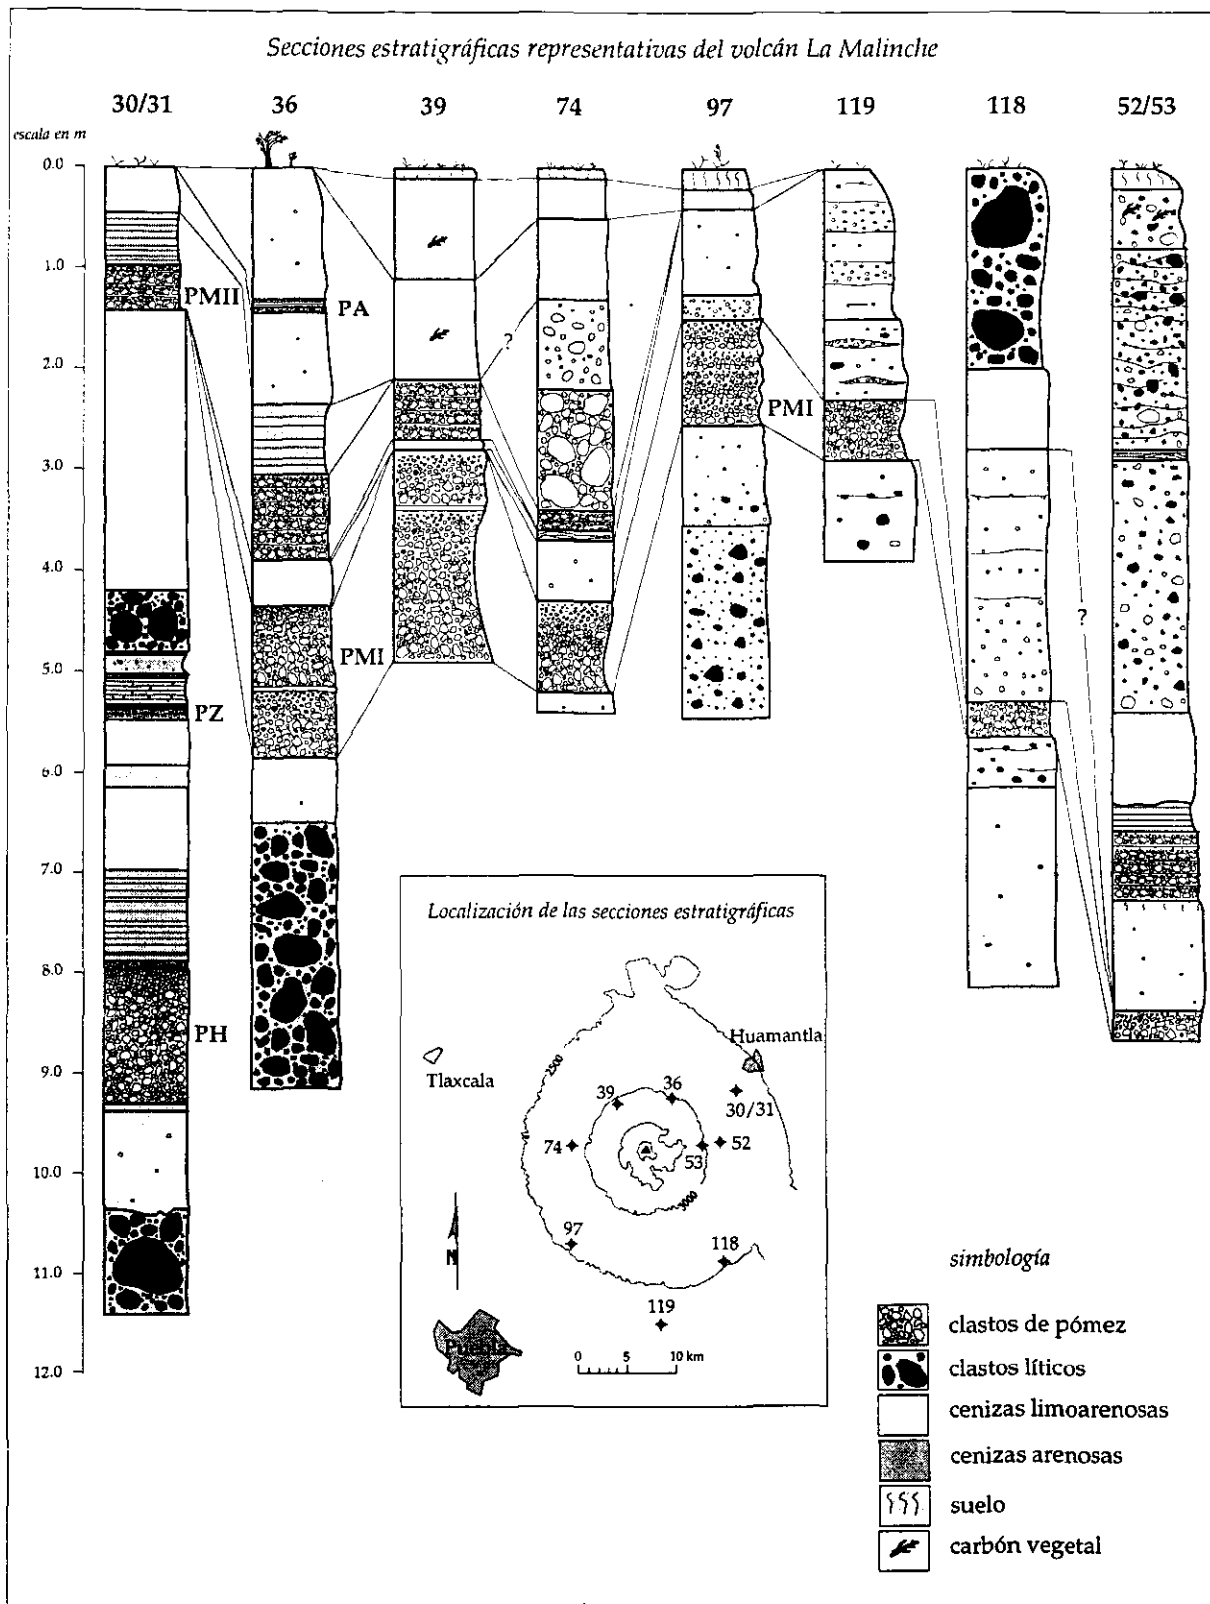 Secciones estratigráficas representativas del volcán La Malinche
30/31 36 39 74 97 119 118 52/53
escala en m
0.0
1.0
2.0
3.0
4.0
5.0
6.0
7.0
8.0
9.0
10.0
11.0
12.0
PMII
PA
?
PMI
PMI
PZ
PH
?
Localización de las secciones estratigráficas
Huamantla
Tlaxcala
2500
39
36
30/31
74
52
53
3000
97
118
119
N
Puebla
0 5 10 km
simbología
clastos de pómez
clastos líticos
cenizas limoarenosas
cenizas arenosas
suelo
carbón vegetal